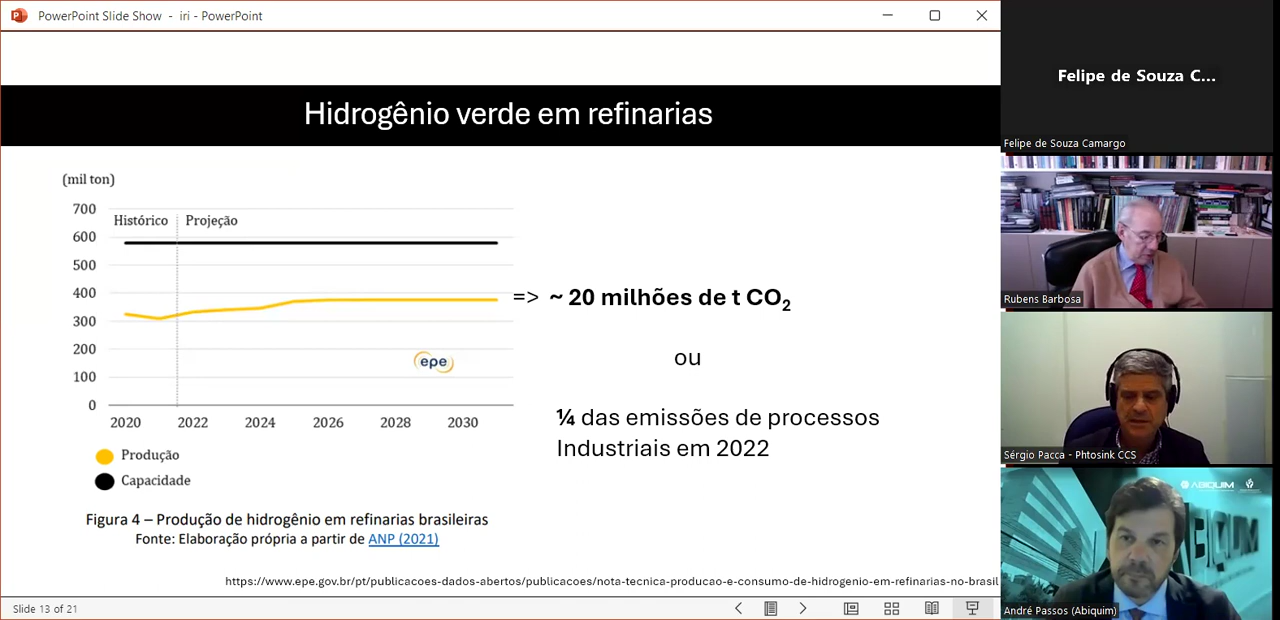 PowerPoint Slide Show - iri - PowerPoint
Hidrogênio verde em refinarias
(mil ton)
700
600
500
400
300
200
100
0
Histórico
Projeção
epe
2020 2022 2024 2026 2028 2030
Produção
Capacidade
Figura 4 – Produção de hidrogênio em refinarias brasileiras
Fonte: Elaboração própria a partir de ANP (2021)
=> ~ 20 milhões de t CO₂
ou
¼ das emissões de processos
Industriais em 2022
https://www.epe.gov.br/pt/publicacoes-dados-abertos/publicacoes/nota-tecnica-producao-e-consumo-de-hidrogenio-em-refinarias-no-brasil
Slide 13 of 21
Felipe de Souza C...
Felipe de Souza Camargo
Rubens Barbosa
Sérgio Pacca - Phtosink CCS
ABIQUIM
ABIQUIM
André Passos (Abiquim)